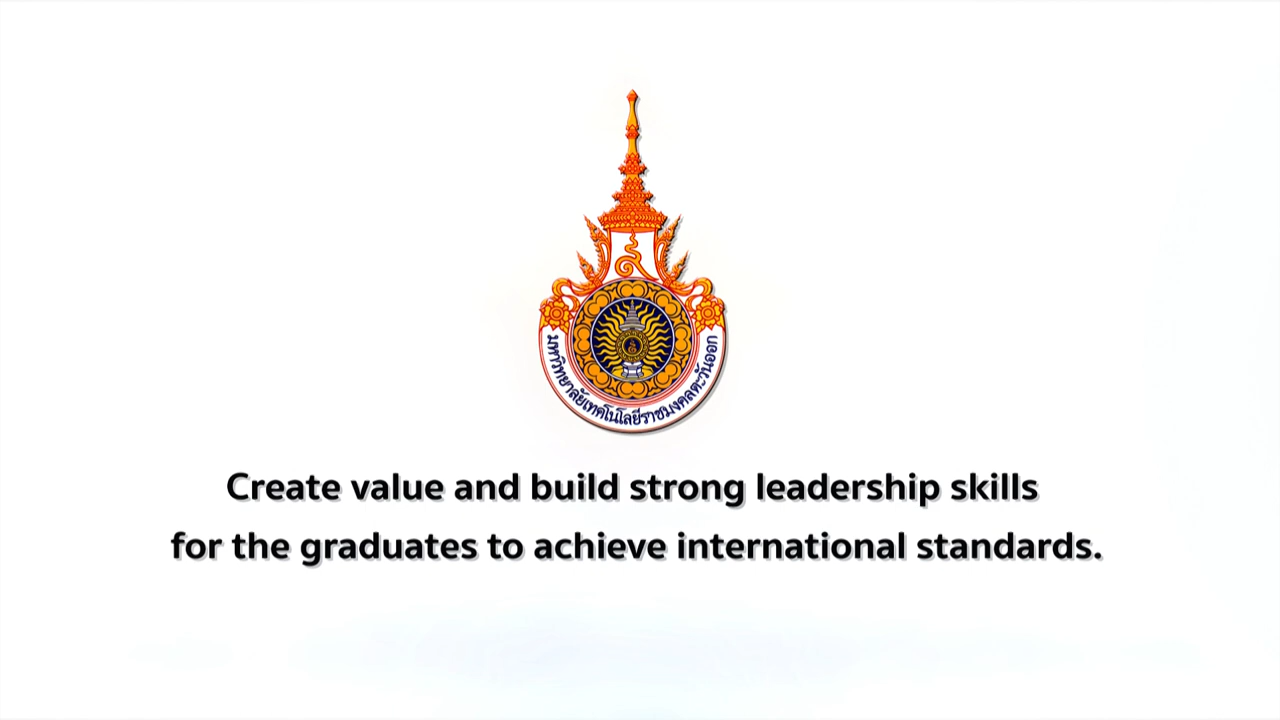 มหาวิทยาลัยเทคโนโลยีราชมงคลตะวันออก
Create value and build strong leadership skills
for the graduates to achieve international standards.